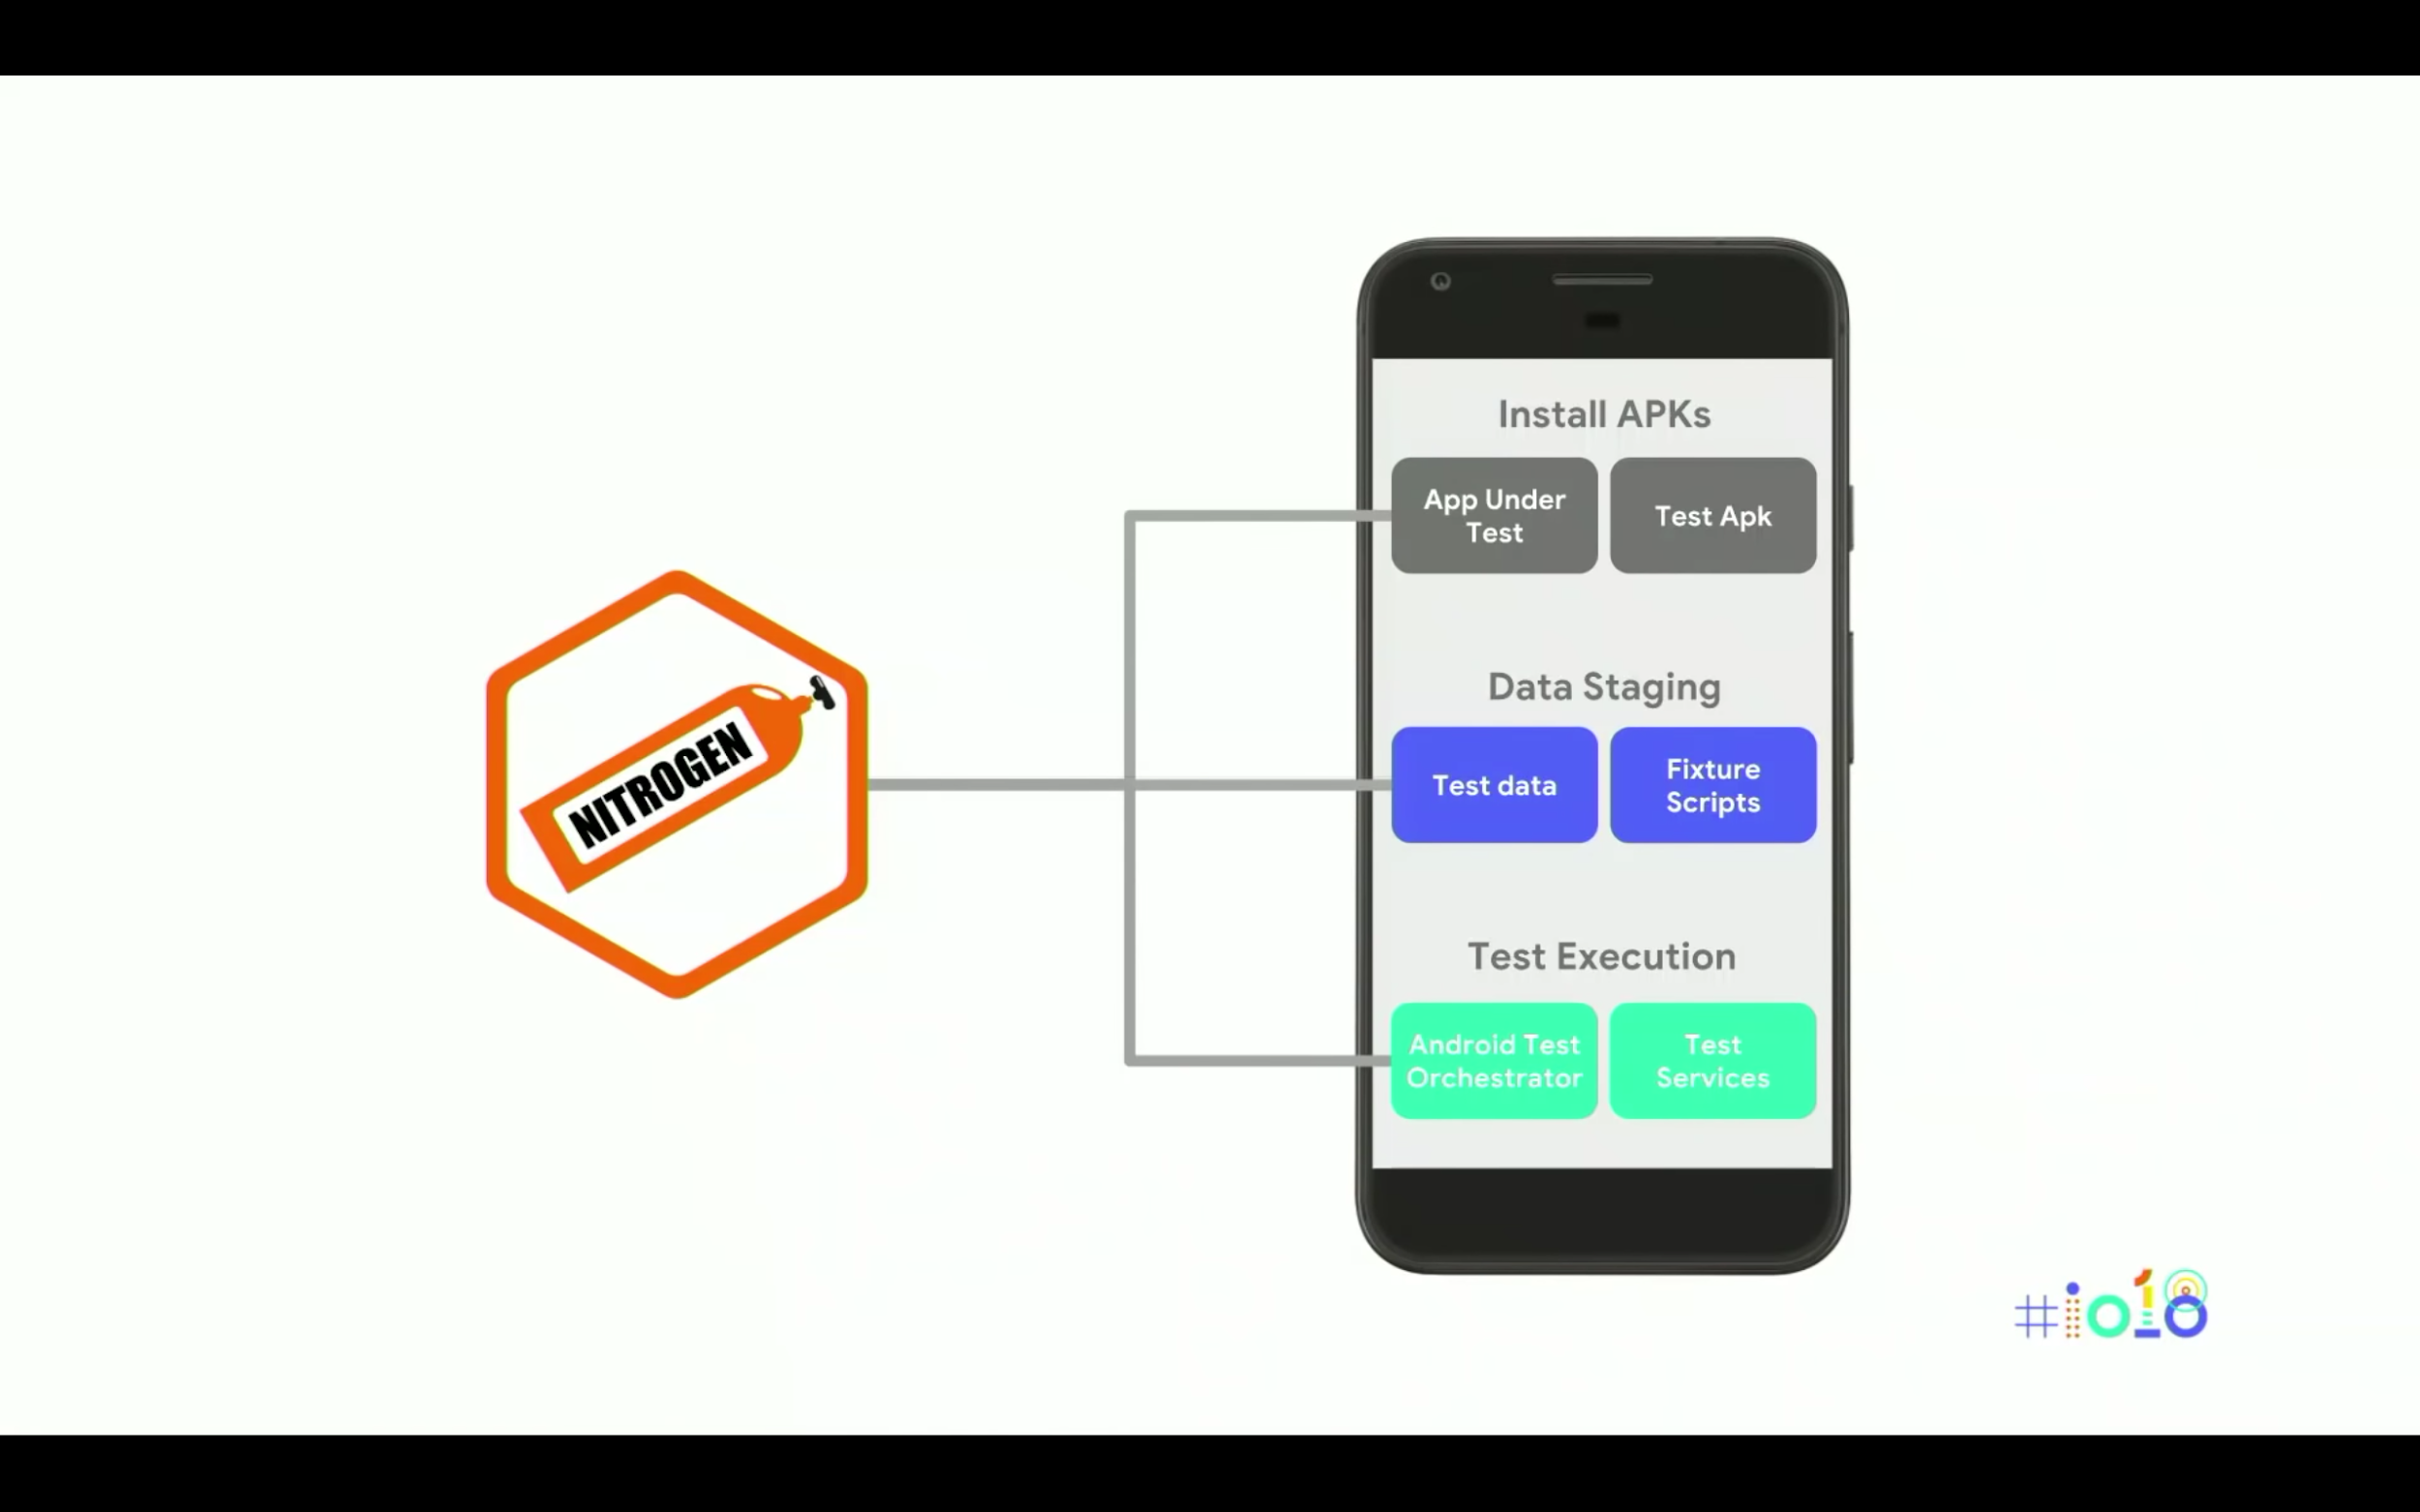 NITROGEN
Install APKs
App Under
Test
Test Apk
Data Staging
Test data
Fixture
Scripts
Test Execution
Android Test
Orchestrator
Test
Services
#io18